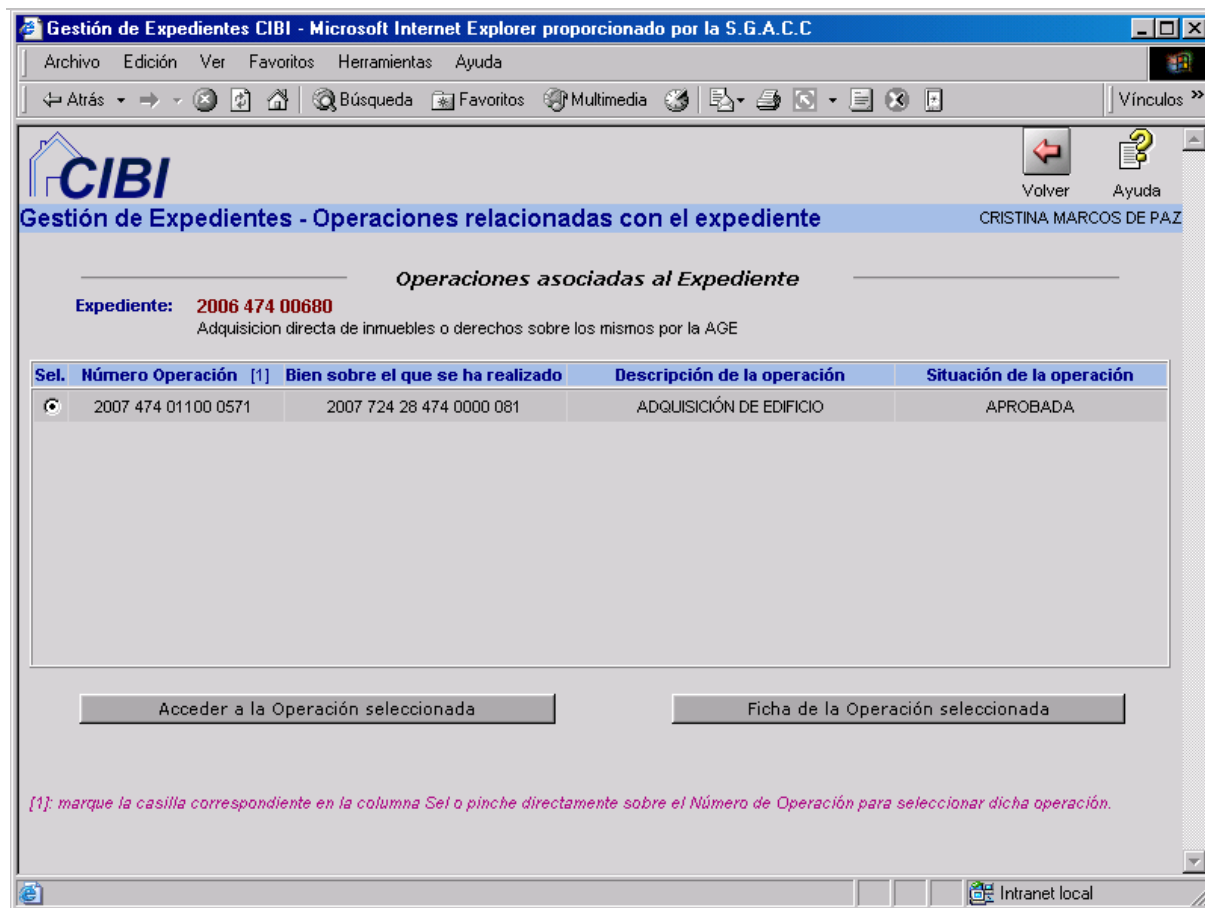 Gestión de Expedientes CIBI - Microsoft Internet Explorer proporcionado por la S.G.A.C.C
Archivo Edición Ver Favoritos Herramientas Ayuda
Atrás Búsqueda Favoritos Multimedia Vínculos »
CIBI
Volver Ayuda
Gestión de Expedientes - Operaciones relacionadas con el expediente CRISTINA MARCOS DE PAZ
Operaciones asociadas al Expediente
Expediente: 2006 474 00680
Adquisicion directa de inmuebles o derechos sobre los mismos por la AGE
Sel. Número Operación [1] Bien sobre el que se ha realizado Descripción de la operación Situación de la operación
2007 474 01100 0571 2007 724 28 474 0000 081 ADQUISICIÓN DE EDIFICIO APROBADA
Acceder a la Operación seleccionada Ficha de la Operación seleccionada
[1]: marque la casilla correspondiente en la columna Sel o pinche directamente sobre el Número de Operación para seleccionar dicha operación.
Intranet local